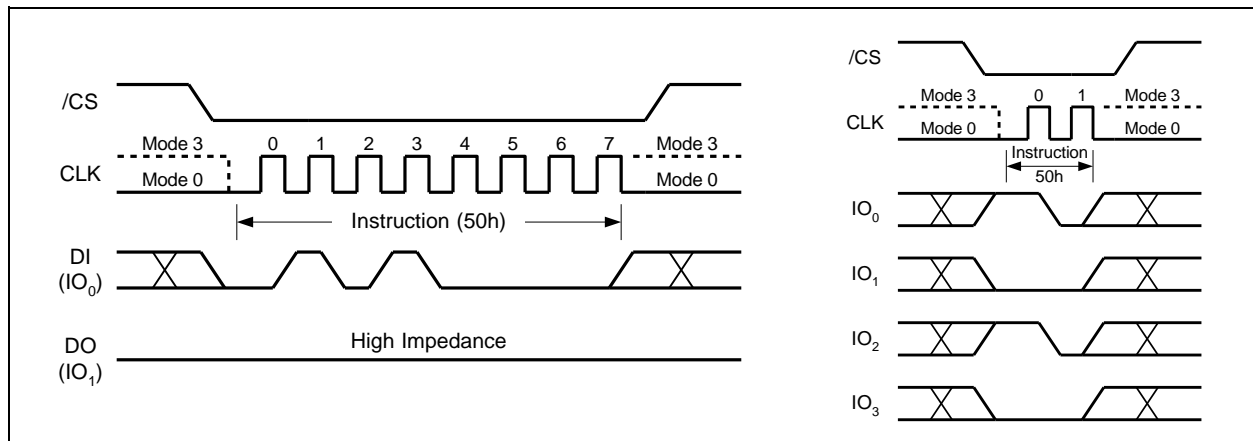 /CS
Mode 3 0 1 2 3 4 5 6 7 Mode 3
CLK
Mode 0 Mode 0
Instruction (50h)
DI
(IO0)
High Impedance
DO
(IO1)
/CS
Mode 3 0 1 Mode 3
CLK
Mode 0 Mode 0
Instruction
50h
IO0
IO1
IO2
IO3